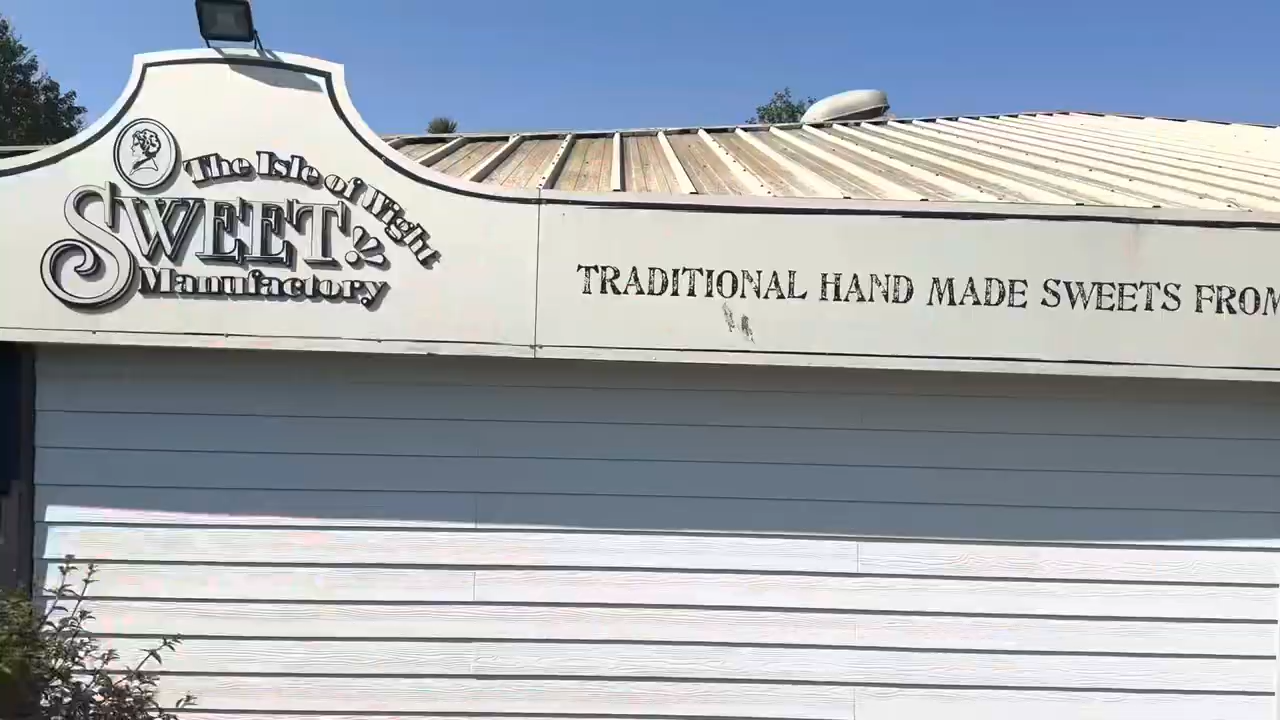 The Isle of Wight
SWEET!!
Manufactory
TRADITIONAL HAND MADE SWEETS FROM